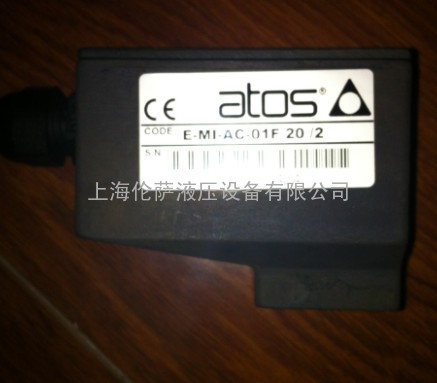 CE atos®
CODE E-MI-AC-01F 20 /2
S.N.
上海伦萨液压设备有限公司